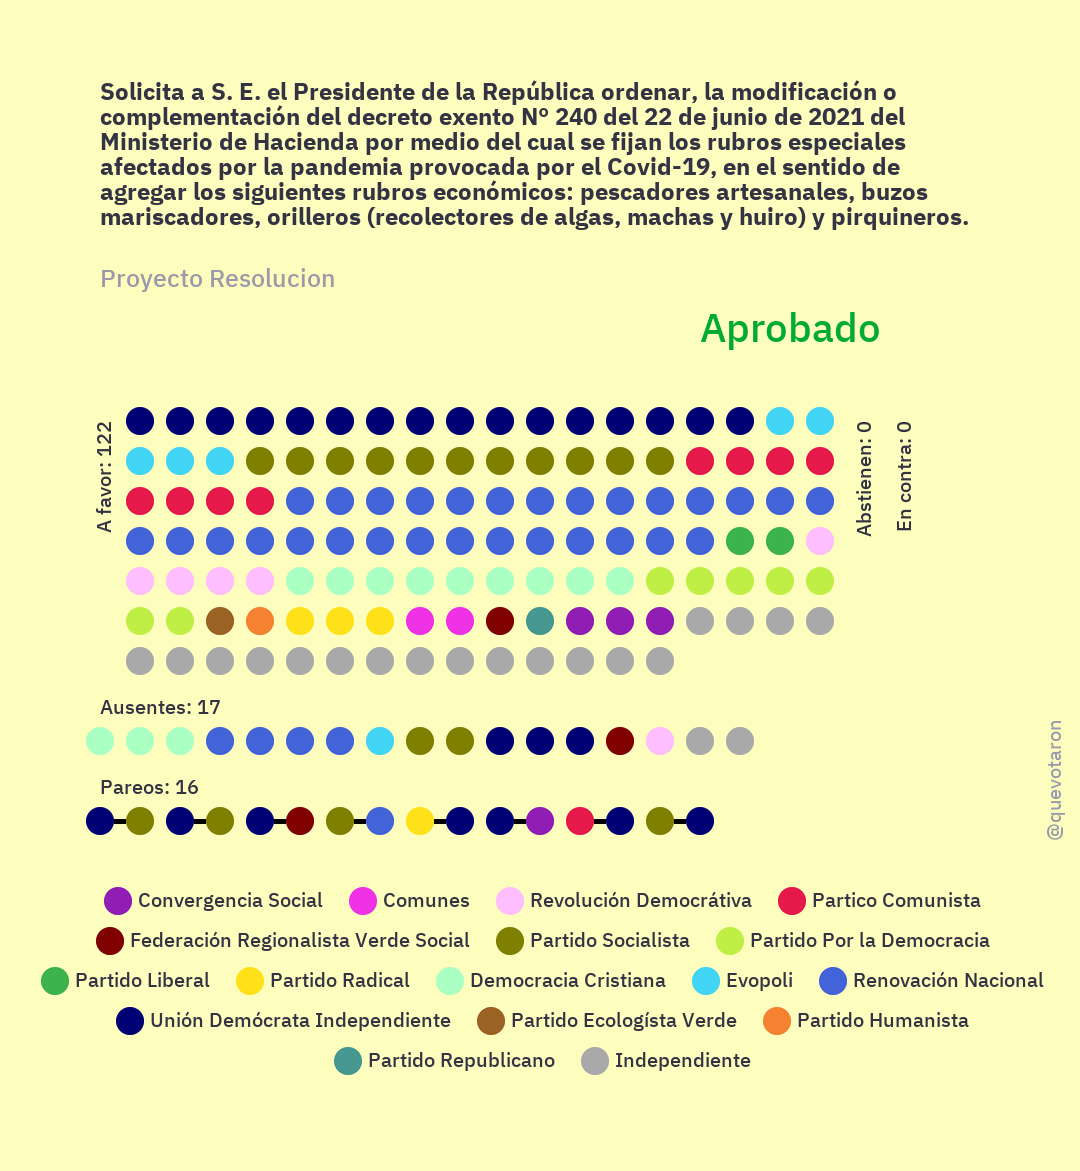 Solicita a S. E. el Presidente de la República ordenar, la modificación o
complementación del decreto exento Nº 240 del 22 de junio de 2021 del
Ministerio de Hacienda por medio del cual se fijan los rubros especiales
afectados por la pandemia provocada por el Covid-19, en el sentido de
agregar los siguientes rubros económicos: pescadores artesanales, buzos
mariscadores, orilleros (recolectores de algas, machas y huiro) y pirquineros.
Proyecto Resolucion
Aprobado
A favor: 122
Abstienen: 0
En contra: 0
Ausentes: 17
Pareos: 16
@quevotaron
Convergencia Social
Comunes
Revolución Democrátiva
Partico Comunista
Federación Regionalista Verde Social
Partido Socialista
Partido Por la Democracia
Partido Liberal
Partido Radical
Democracia Cristiana
Evopoli
Renovación Nacional
Unión Demócrata Independiente
Partido Ecologísta Verde
Partido Humanista
Partido Republicano
Independiente